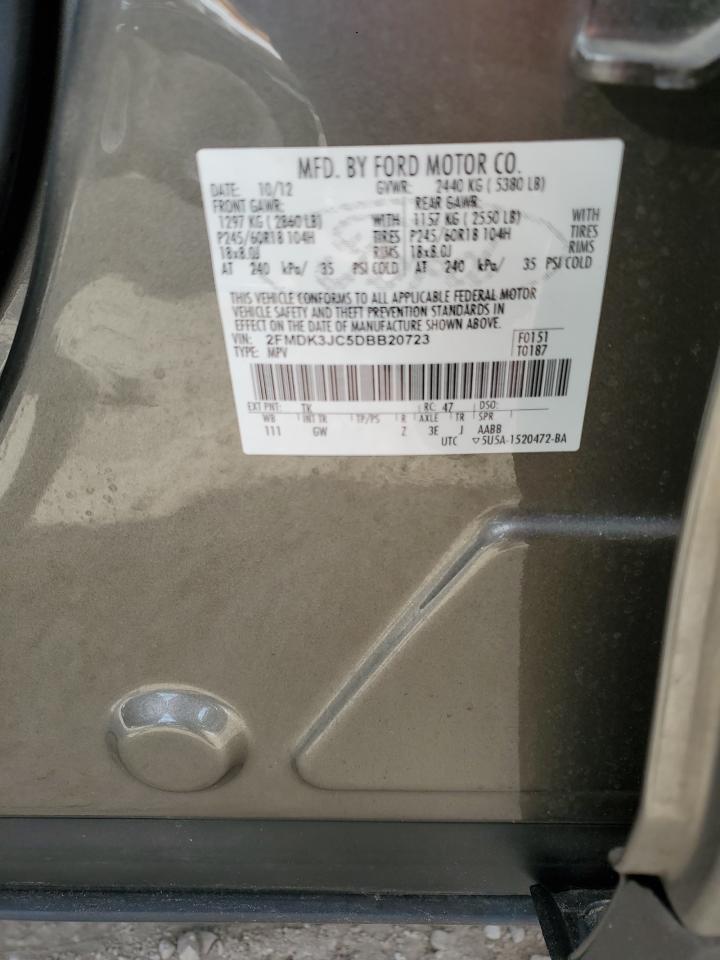 MFD. BY FORD MOTOR CO.
DATE: 10/12 GVWR: 2440 KG ( 5380 LB)
FRONT GAWR: REAR GAWR:
1297 KG ( 2860 LB) WITH 1157 KG ( 2550 LB) WITH
P245/60R18 104H TIRES P245/60R18 104H TIRES
18x8.0J RIMS 18x8.0J RIMS
AT 240 kPa/ 35 PSI COLD AT 240 kPa/ 35 PSI COLD
THIS VEHICLE CONFORMS TO ALL APPLICABLE FEDERAL MOTOR
VEHICLE SAFETY AND THEFT PREVENTION STANDARDS IN
EFFECT ON THE DATE OF MANUFACTURE SHOWN ABOVE.
VIN: 2FMDK3JC5DBB20723 F0151
TYPE: MPV T0187
EXT PNT: TK RC: 47 DSO:
WB INT TR TP/PS R AXLE TR SPR
111 GW Z 3E J AABB
UTC ▽5U5A-1520472-BA